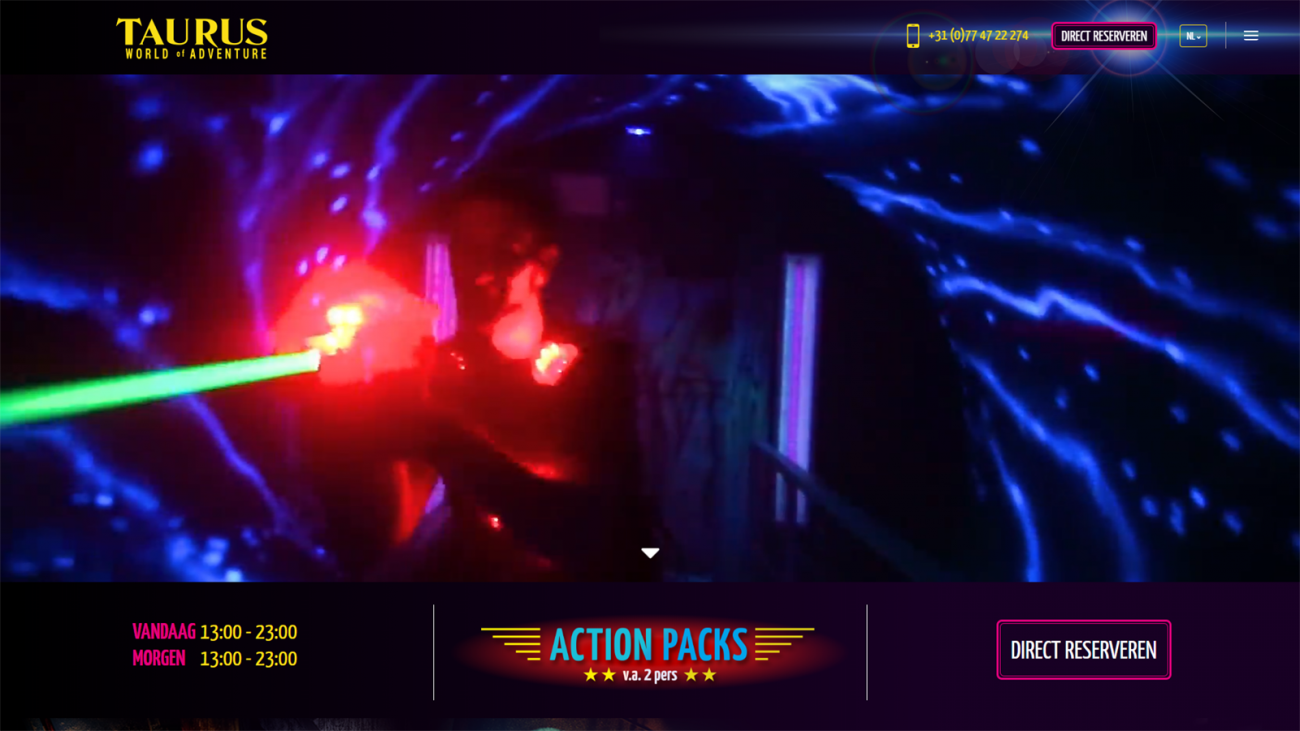 TAURUS
WORLD of ADVENTURE
+31 (0)77 47 22 274
DIRECT RESERVEREN
NL
VANDAAG 13:00 - 23:00
MORGEN 13:00 - 23:00
ACTION PACKS
v.a. 2 pers
DIRECT RESERVEREN